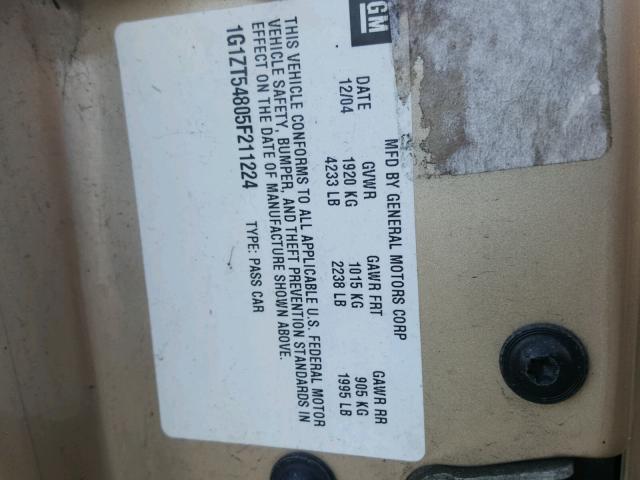 GM
MFD BY GENERAL MOTORS CORP
DATE GVWR GAWR FRT GAWR RR
12/04 1920 KG 1015 KG 905 KG
4233 LB 2238 LB 1995 LB
THIS VEHICLE CONFORMS TO ALL APPLICABLE U.S. FEDERAL MOTOR
VEHICLE SAFETY, BUMPER, AND THEFT PREVENTION STANDARDS IN
EFFECT ON THE DATE OF MANUFACTURE SHOWN ABOVE.
1G1ZT54805F211224 TYPE: PASS CAR